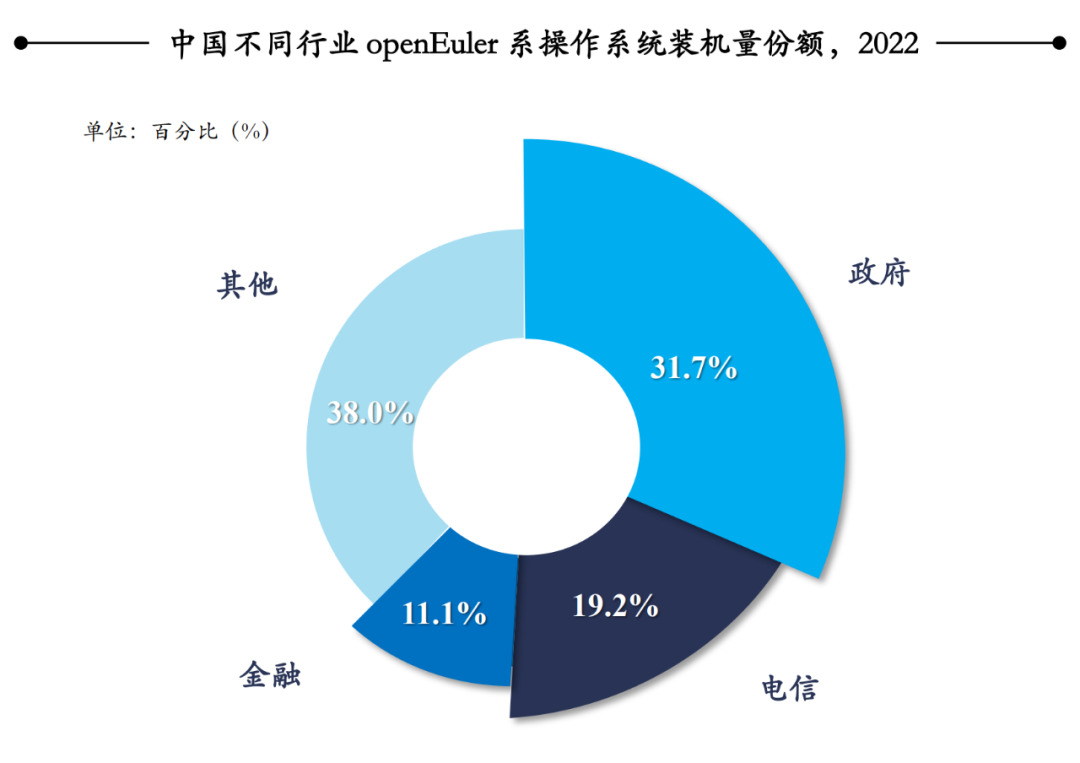 中国不同行业 openEuler 系操作系统装机量份额，2022
单位：百分比（%）
其他
政府
31.7%
38.0%
11.1%
19.2%
金融
电信